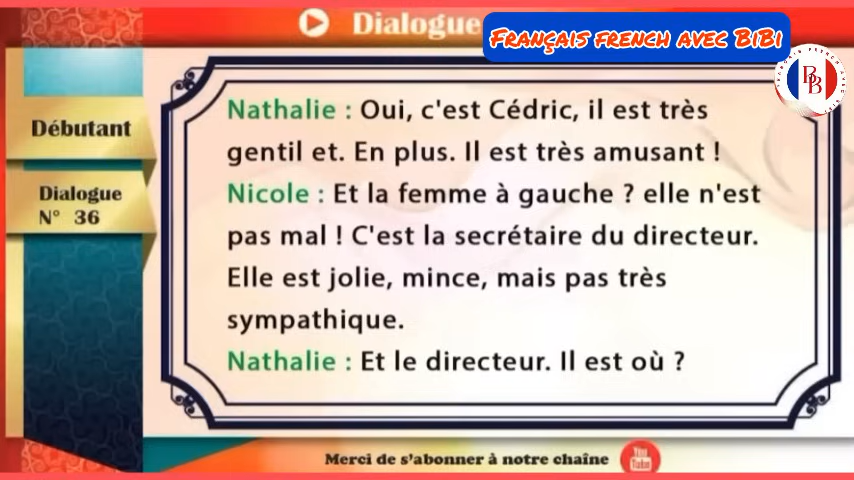 Dialogue
Français french avec BiBi
Débutant
Dialogue
N° 36
Nathalie : Oui, c'est Cédric, il est très
gentil et. En plus. Il est très amusant !
Nicole : Et la femme à gauche ? elle n'est
pas mal ! C'est la secrétaire du directeur.
Elle est jolie, mince, mais pas très
sympathique.
Nathalie : Et le directeur. Il est où ?
Merci de s'abonner à notre chaîne
You
Tube